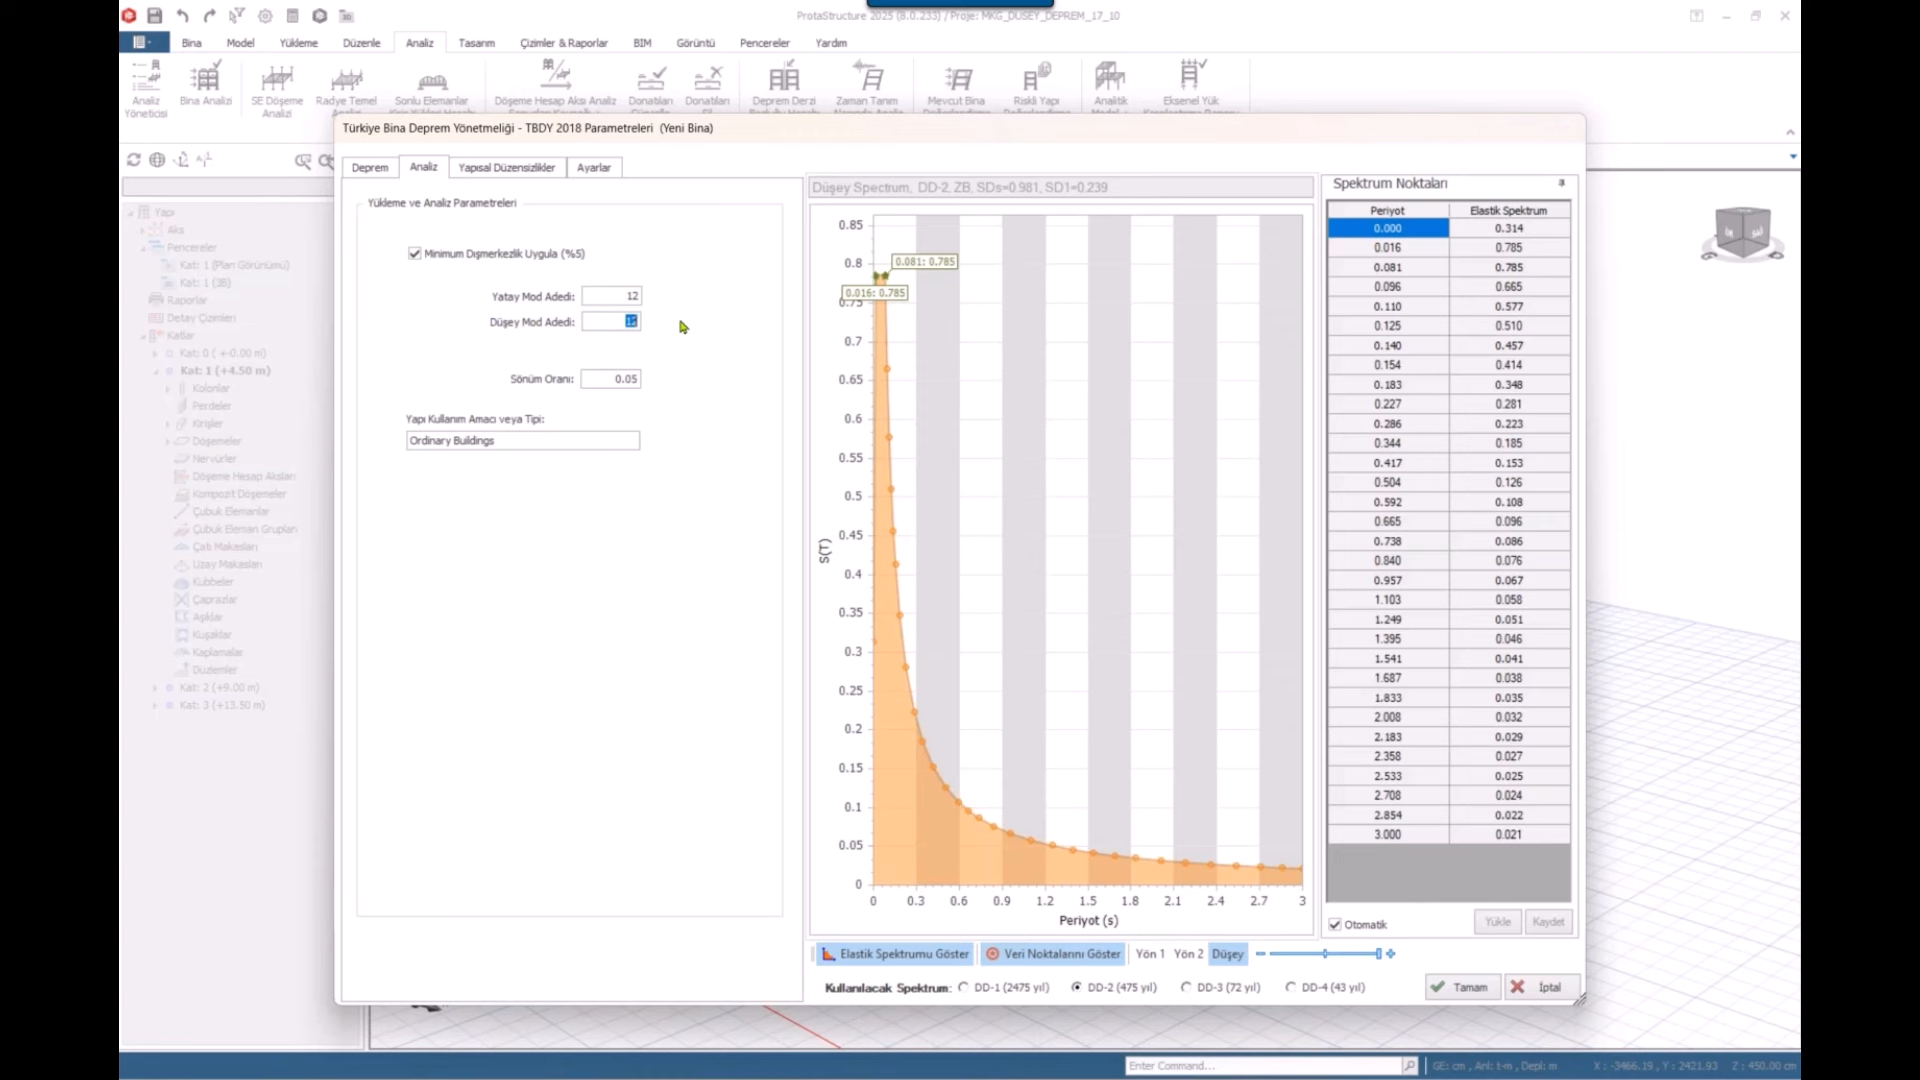 ProtaStructure 2025 (8.0.233) / Proje: MKG_DUSEY_DEPREM_17_10
Bina Model Yükleme Düzenle Analiz Tasarım Çizimler & Raporlar BIM Görüntü Pencereler Yardım
Analiz Yöneticisi
Bina Analizi
SE Döşeme Analizi
Radye Temel
Sonlu Elemanlar
Döşeme Hesap Aksı Analiz
Donatıları
Donatıları
Deprem Derzi
Zaman Tanım
Mevcut Bina
Riskli Yapı
Analitik
Eksenel Yük
Türkiye Bina Deprem Yönetmeliği - TBDY 2018 Parametreleri (Yeni Bina)
Deprem Analiz Yapısal Düzensizlikler Ayarlar
Yapı
Aks
Pencereler
Kat: 1 (Plan Görünümü)
Kat: 1 (3B)
Raporlar
Detay Çizimleri
Katlar
Kat: 0 ( +-0.00 m)
Kat: 1 (+4.50 m)
Kolonlar
Perdeler
Kirişler
Döşemeler
Nervürler
Döşeme Hesap Aksları
Kompozit Döşemeler
Çubuk Elemanlar
Çubuk Eleman Grupları
Çatı Makasları
Uzay Makasları
Kubbeler
Çaprazlar
Aşıklar
Kuşaklar
Kaplamalar
Düzlemler
Kat: 2 (+9.00 m)
Kat: 3 (+13.50 m)
Yükleme ve Analiz Parametreleri
Minimum Dışmerkezlik Uygula (%5)
Yatay Mod Adedi: 12
Düşey Mod Adedi:
Sönüm Oranı: 0.05
Yapı Kullanım Amacı veya Tipi:
Ordinary Buildings
Düşey Spectrum, DD-2, ZB, SDs=0.981, SD1=0.239
0.081: 0.785
0.016: 0.785
0.85
0.8
0.75
0.7
0.65
0.6
0.55
0.5
0.45
0.4
0.35
0.3
0.25
0.2
0.15
0.1
0.05
0
S(T)
0 0.3 0.6 0.9 1.2 1.5 1.8 2.1 2.4 2.7 3
Periyot (s)
Elastik Spektrumu Göster Veri Noktalarını Göster Yön 1 Yön 2 Düşey
Kullanılacak Spektrum: DD-1 (2475 yıl) DD-2 (475 yıl) DD-3 (72 yıl) DD-4 (43 yıl)
Spektrum Noktaları
Periyot Elastik Spektrum
0.000 0.314
0.016 0.785
0.081 0.785
0.096 0.665
0.110 0.577
0.125 0.510
0.140 0.457
0.154 0.414
0.183 0.348
0.227 0.281
0.286 0.223
0.344 0.185
0.417 0.153
0.504 0.126
0.592 0.108
0.665 0.096
0.738 0.086
0.840 0.076
0.957 0.067
1.103 0.058
1.249 0.051
1.395 0.046
1.541 0.041
1.687 0.038
1.833 0.035
2.008 0.032
2.183 0.029
2.358 0.027
2.533 0.025
2.708 0.024
2.854 0.022
3.000 0.021
Otomatik Yükle Kaydet
Tamam İptal
Enter Command...
GE: cm , Anl: t-m , Depl: m
X : -3466.19 , Y : 2421.93 Z : 450.00 cm